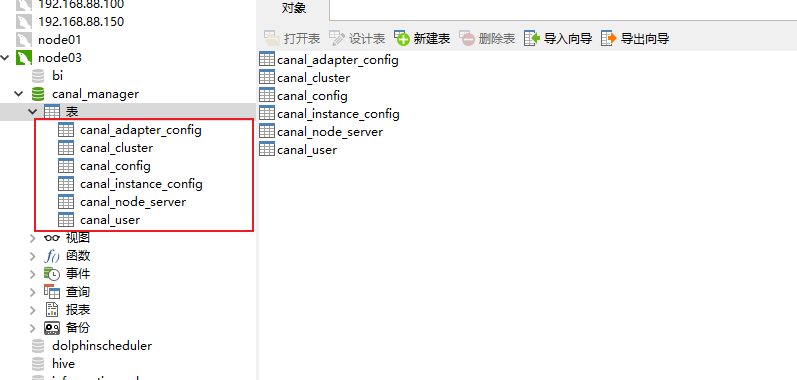 192.168.88.100
192.168.88.150
node01
node03
bi
canal_manager
表
canal_adapter_config
canal_cluster
canal_config
canal_instance_config
canal_node_server
canal_user
视图
函数
事件
查询
报表
备份
dolphinscheduler
hive
对象
打开表 设计表 新建表 删除表 导入向导 导出向导
canal_adapter_config
canal_cluster
canal_config
canal_instance_config
canal_node_server
canal_user